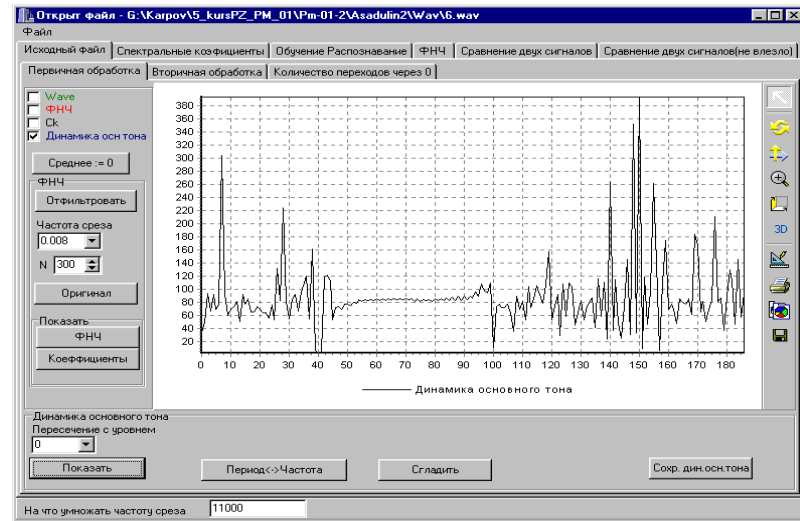 Открыт файл - G:\Karpov\5_kursPZ_PM_01\Pm-01-2\Asadulin2\Wav\6.wav
Файл
Исходный файл Спектральные коэфициенты Обучение Распознавание ФНЧ Сравнение двух сигналов Сравнение двух сигналов(не влезло)
Первичная обработка Вторичная обработка Количество переходов через 0
Wave
ФНЧ
Ck
Динамика осн тона
Среднее := 0
ФНЧ
Отфильтровать
Частота среза
0.008
N 300
Оригинал
Показать
ФНЧ
Коеффициенты
380
360
340
320
300
280
260
240
220
200
180
160
140
120
100
80
60
40
20
0 10 20 30 40 50 60 70 80 90 100 110 120 130 140 150 160 170 180
Динамика основного тона
3D
Динамика основного тона
Пересечение с уровнем
0
Показать Период<->Частота Сгладить Сохр. дин.осн.тона
На что умножать частоту среза 11000